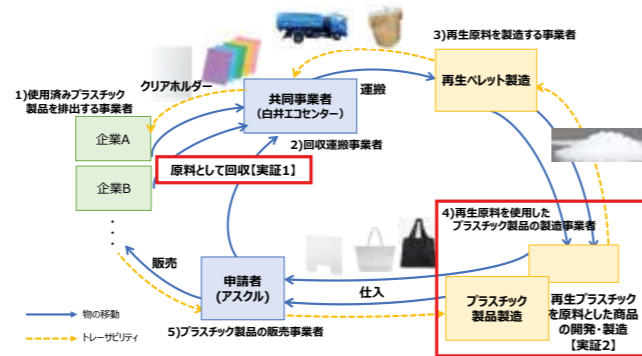 3)再生原料を製造する事業者
クリアホルダー
運搬
再生ペレット製造
1)使用済みプラスチック
製品を排出する事業者
共同事業者
(白井エコセンター)
企業A
2)回収運搬事業者
原料として回収【実証1】
企業B
4)再生原料を使用した
プラスチック製品の製造事業者
販売
申請者
(アスクル)
仕入
プラスチック
製品製造
再生プラスチック
を原料とした商品
の開発・製造
【実証2】
物の移動
トレーサビリティ
5)プラスチック製品の販売事業者